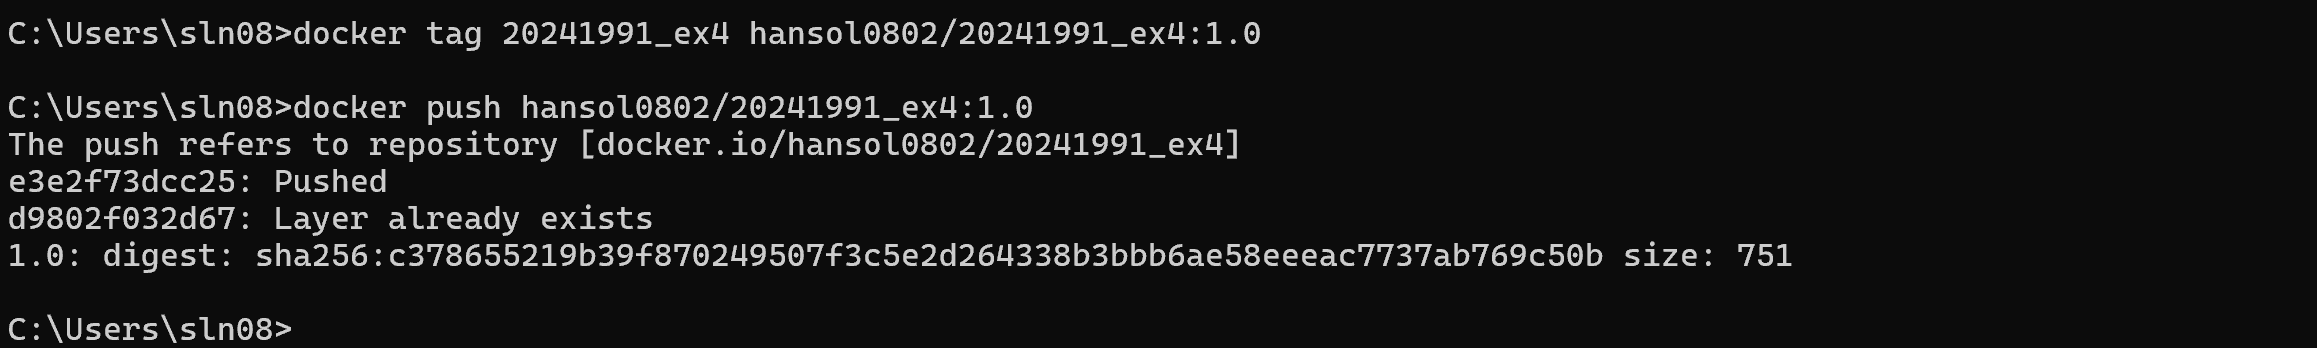 C:\Users\sln08>docker tag 20241991_ex4 hansol0802/20241991_ex4:1.0
C:\Users\sln08>docker push hansol0802/20241991_ex4:1.0
The push refers to repository [docker.io/hansol0802/20241991_ex4]
e3e2f73dcc25: Pushed
d9802f032d67: Layer already exists
1.0: digest: sha256:c378655219b39f870249507f3c5e2d264338b3bbb6ae58eeeac7737ab769c50b size: 751
C:\Users\sln08>